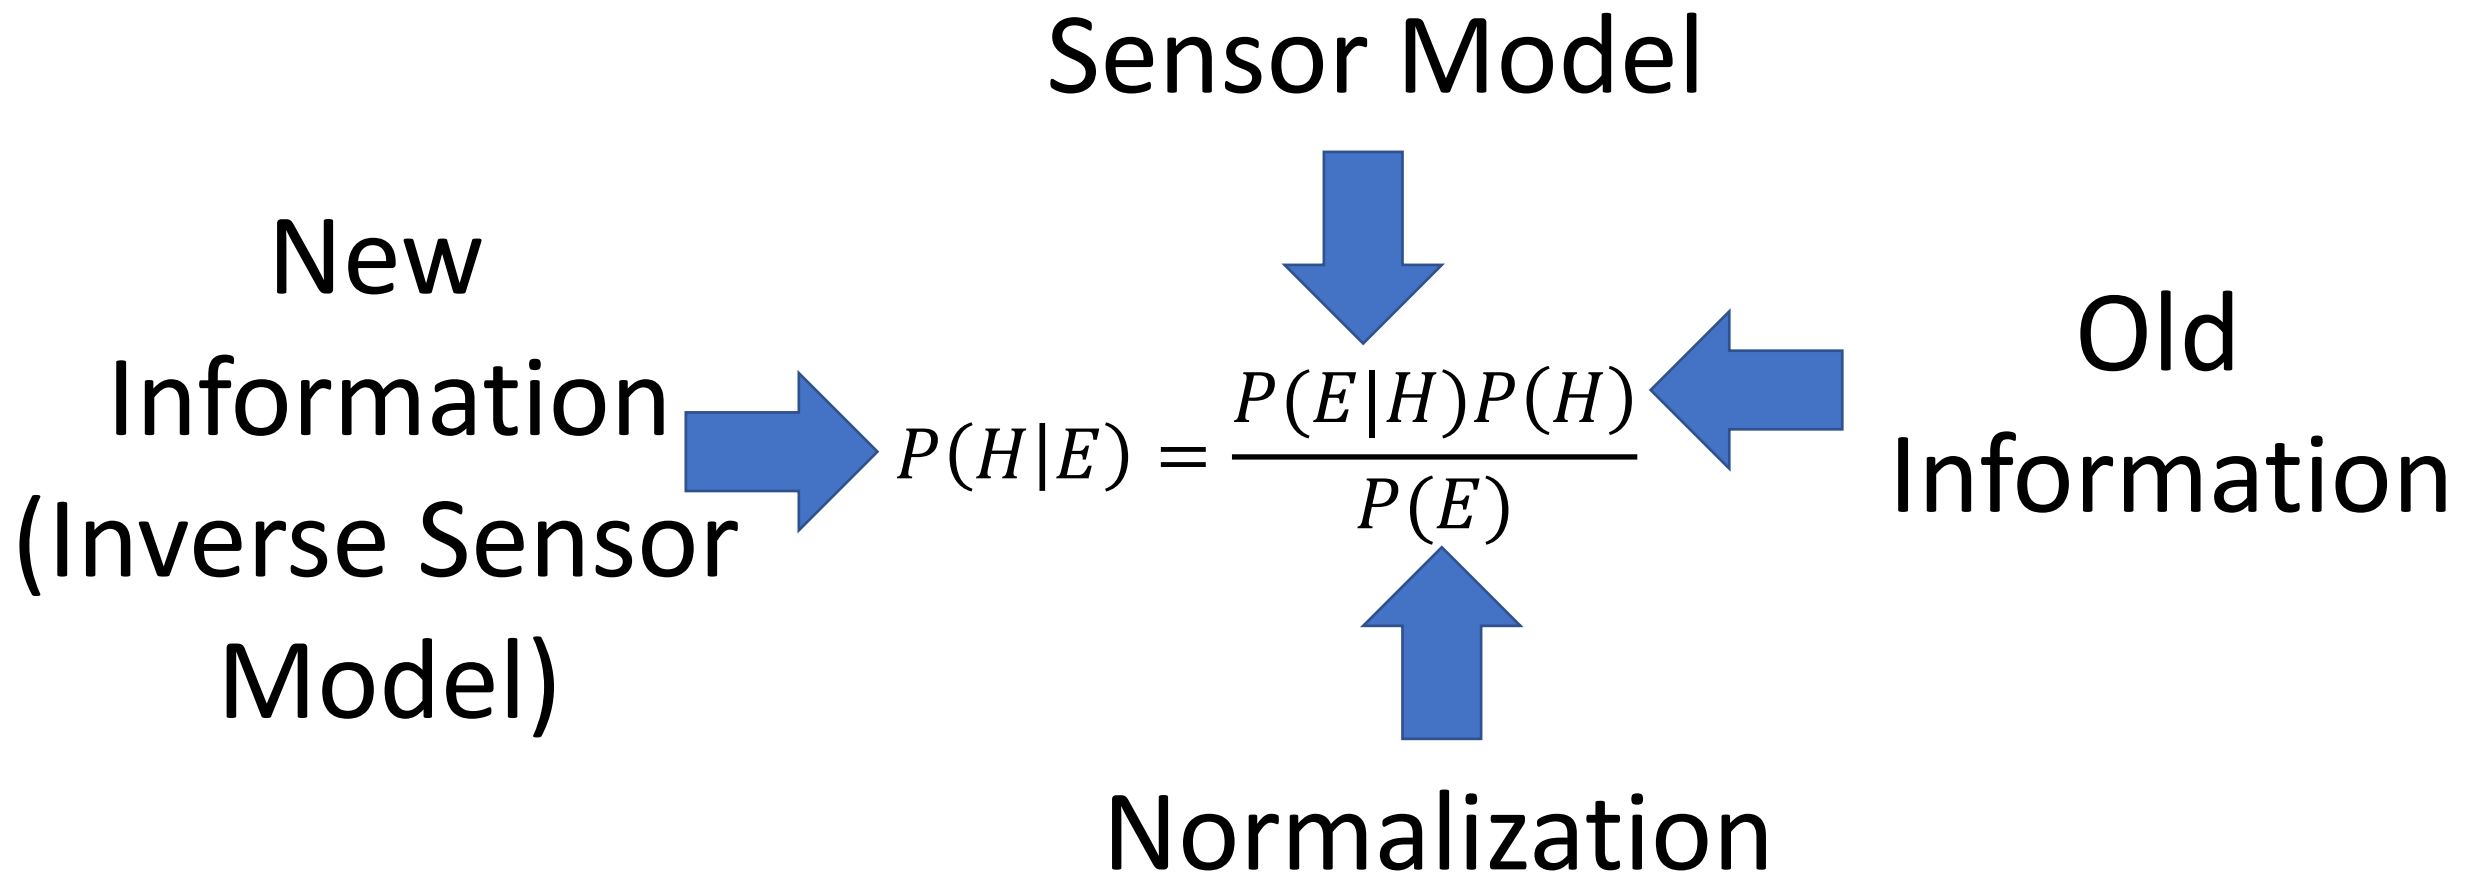 Sensor Model
New
Information
(Inverse Sensor
Model)
P(H|E) = P(E|H)P(H)
P(E)
Old
Information
Normalization